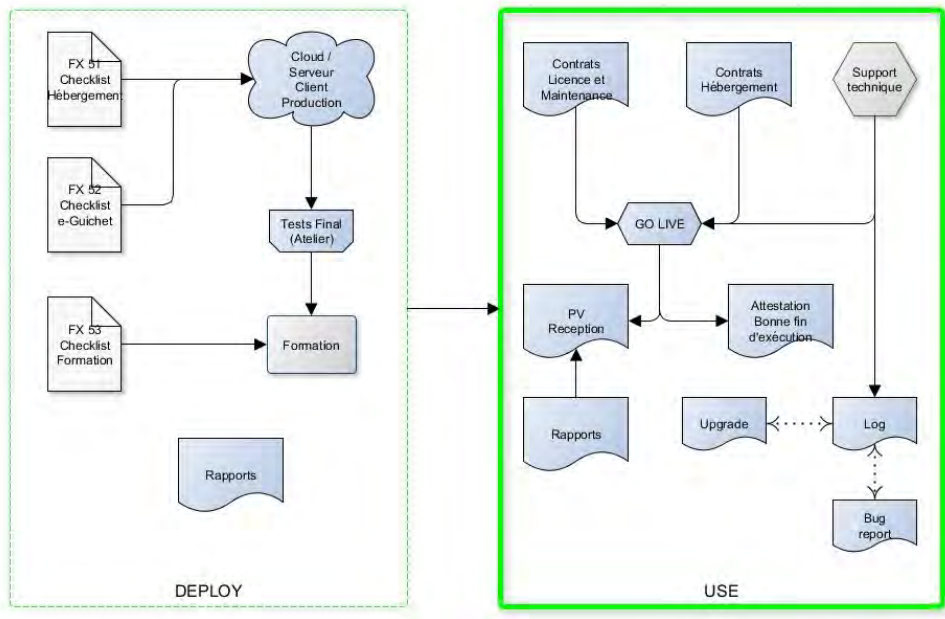 FX 51
Checklist
Hébergement
Cloud /
Serveur
Client
Production
FX 52
Checklist
e-Guichet
Tests Final
(Atelier)
FX 53
Checklist
Formation
Formation
Rapports
DEPLOY
Contrats
Licence et
Maintenance
Contrats
Hébergement
Support
technique
GO LIVE
PV
Reception
Attestation
Bonne fin
d'exécution
Rapports
Upgrade
Log
Bug
report
USE